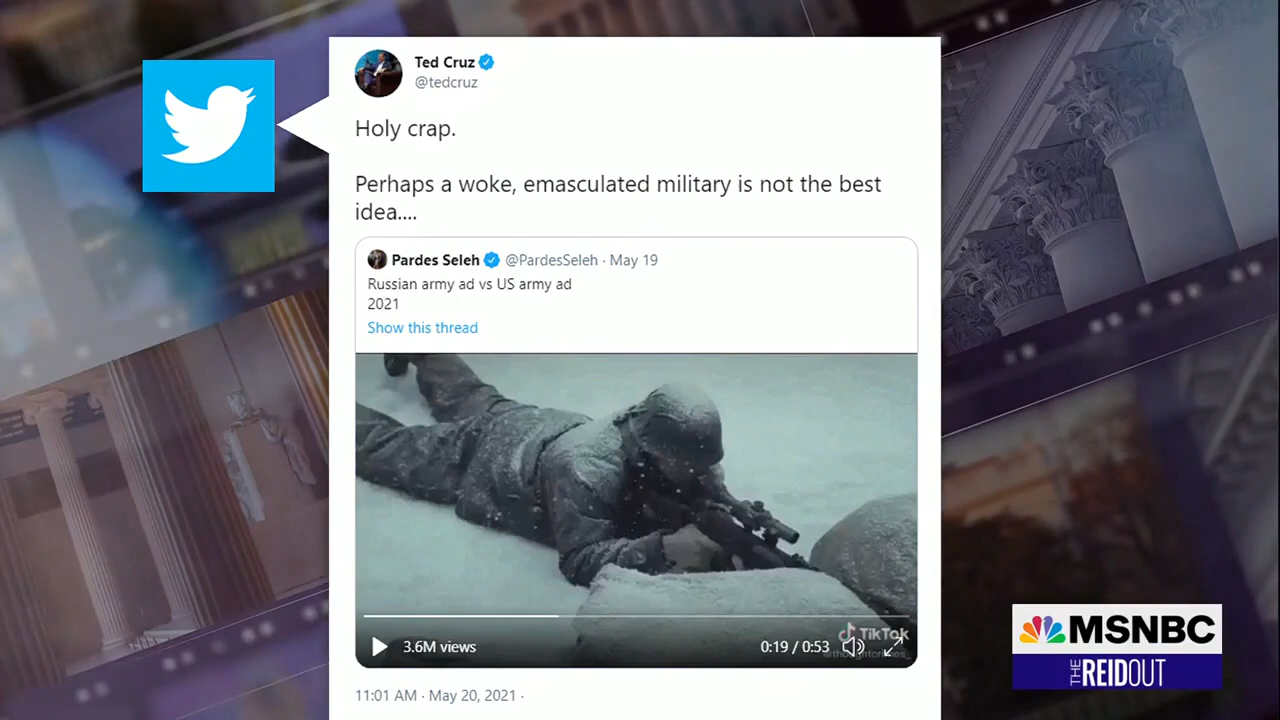 Ted Cruz
@tedcruz
Holy crap.
Perhaps a woke, emasculated military is not the best
idea....
Pardes Seleh @PardesSeleh · May 19
Russian army ad vs US army ad
2021
Show this thread
3.6M views
0:19 / 0:53
TikTok
11:01 AM · May 20, 2021 ·
MSNBC
THE REIDOUT